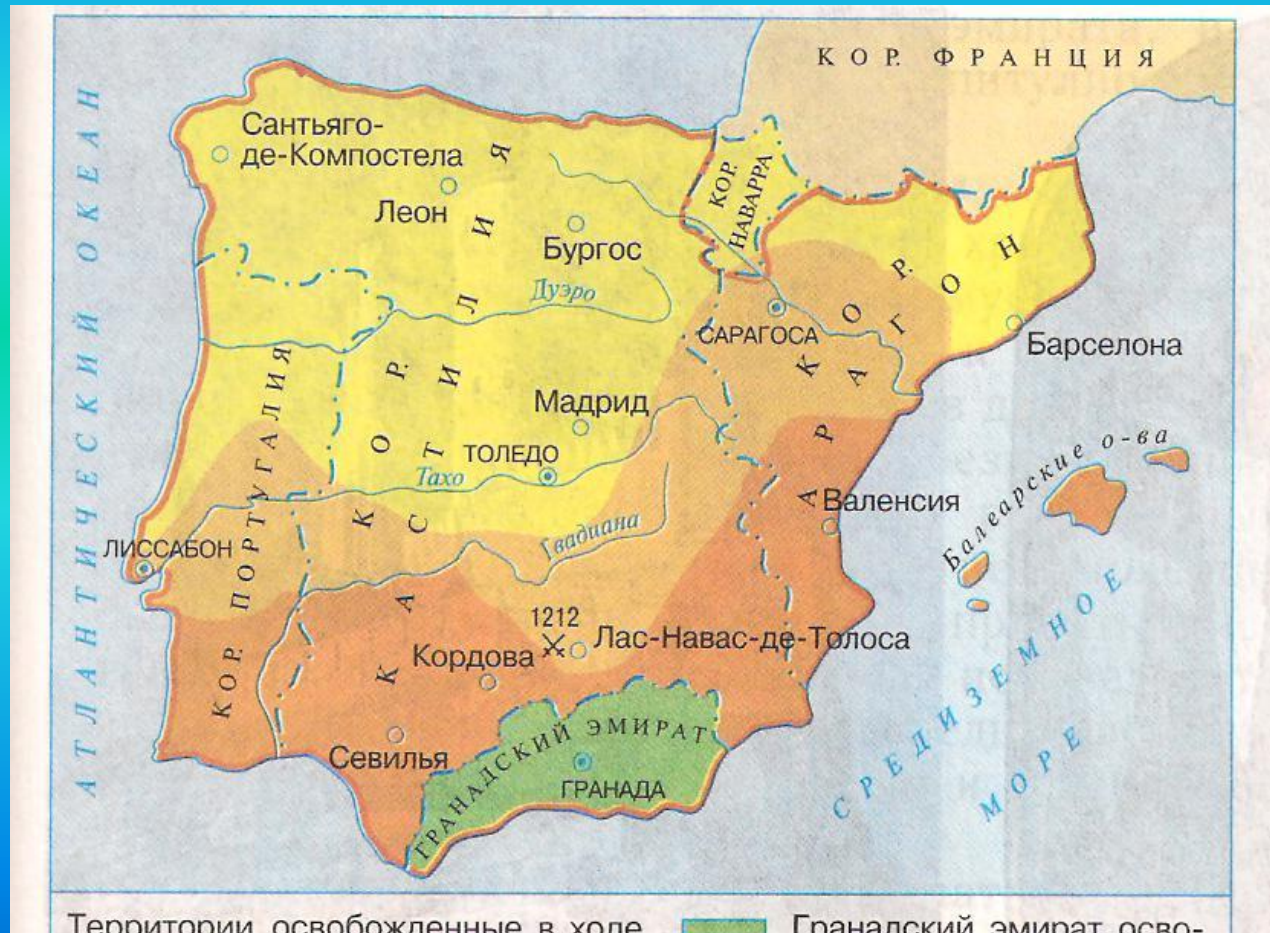 КОР. ФРАНЦИЯ
АТЛАНТИЧЕСКИЙ ОКЕАН
Сантьяго-
де-Компостела
Леон
Бургос
КОР.
НАВАРРА
Дуэро
КОР. КАСТИЛИЯ
САРАГОСА
КОР.
АРАГОН
Барселона
Мадрид
ТОЛЕДО
Тахо
КОР. ПОРТУГАЛИЯ
ЛИССАБОН
Гвадиана
Валенсия
Балеарские о-ва
1212
Лас-Навас-де-Толоса
Кордова
Севилья
ГРАНАДСКИЙ ЭМИРАТ
ГРАНАДА
СРЕДИЗЕМНОЕ
МОРЕ
Территории, освобожденные в ходе
Гранадский эмират, осво-